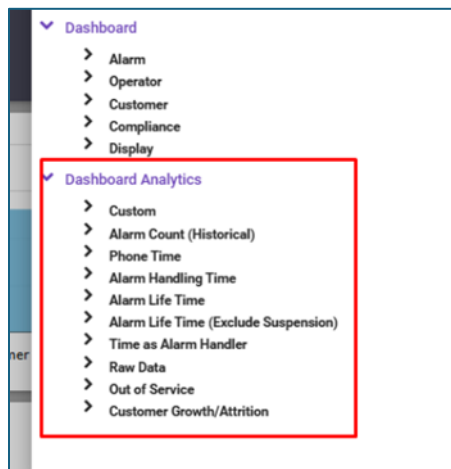 Dashboard
Alarm
Operator
Customer
Compliance
Display
Dashboard Analytics
Custom
Alarm Count (Historical)
Phone Time
Alarm Handling Time
Alarm Life Time
Alarm Life Time (Exclude Suspension)
Time as Alarm Handler
Raw Data
ner
Out of Service
Customer Growth/Attrition